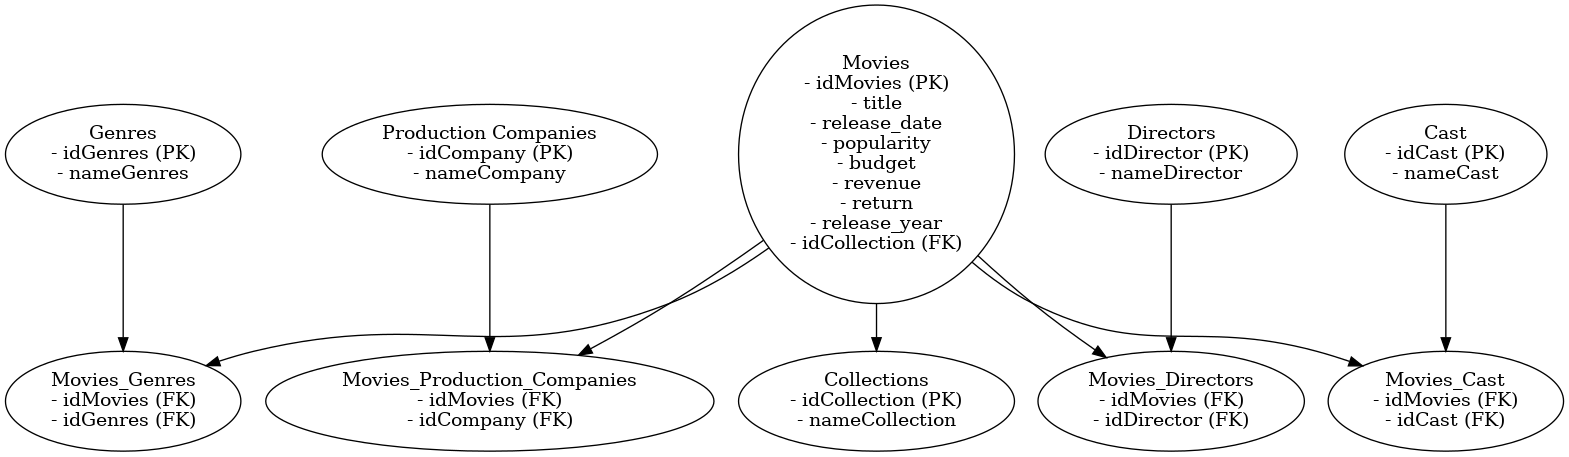 Movies
- idMovies (PK)
- title
- release_date
- popularity
- budget
- revenue
- return
- release_year
- idCollection (FK)
Genres
- idGenres (PK)
- nameGenres
Production Companies
- idCompany (PK)
- nameCompany
Directors
- idDirector (PK)
- nameDirector
Cast
- idCast (PK)
- nameCast
Movies_Genres
- idMovies (FK)
- idGenres (FK)
Movies_Production_Companies
- idMovies (FK)
- idCompany (FK)
Collections
- idCollection (PK)
- nameCollection
Movies_Directors
- idMovies (FK)
- idDirector (FK)
Movies_Cast
- idMovies (FK)
- idCast (FK)